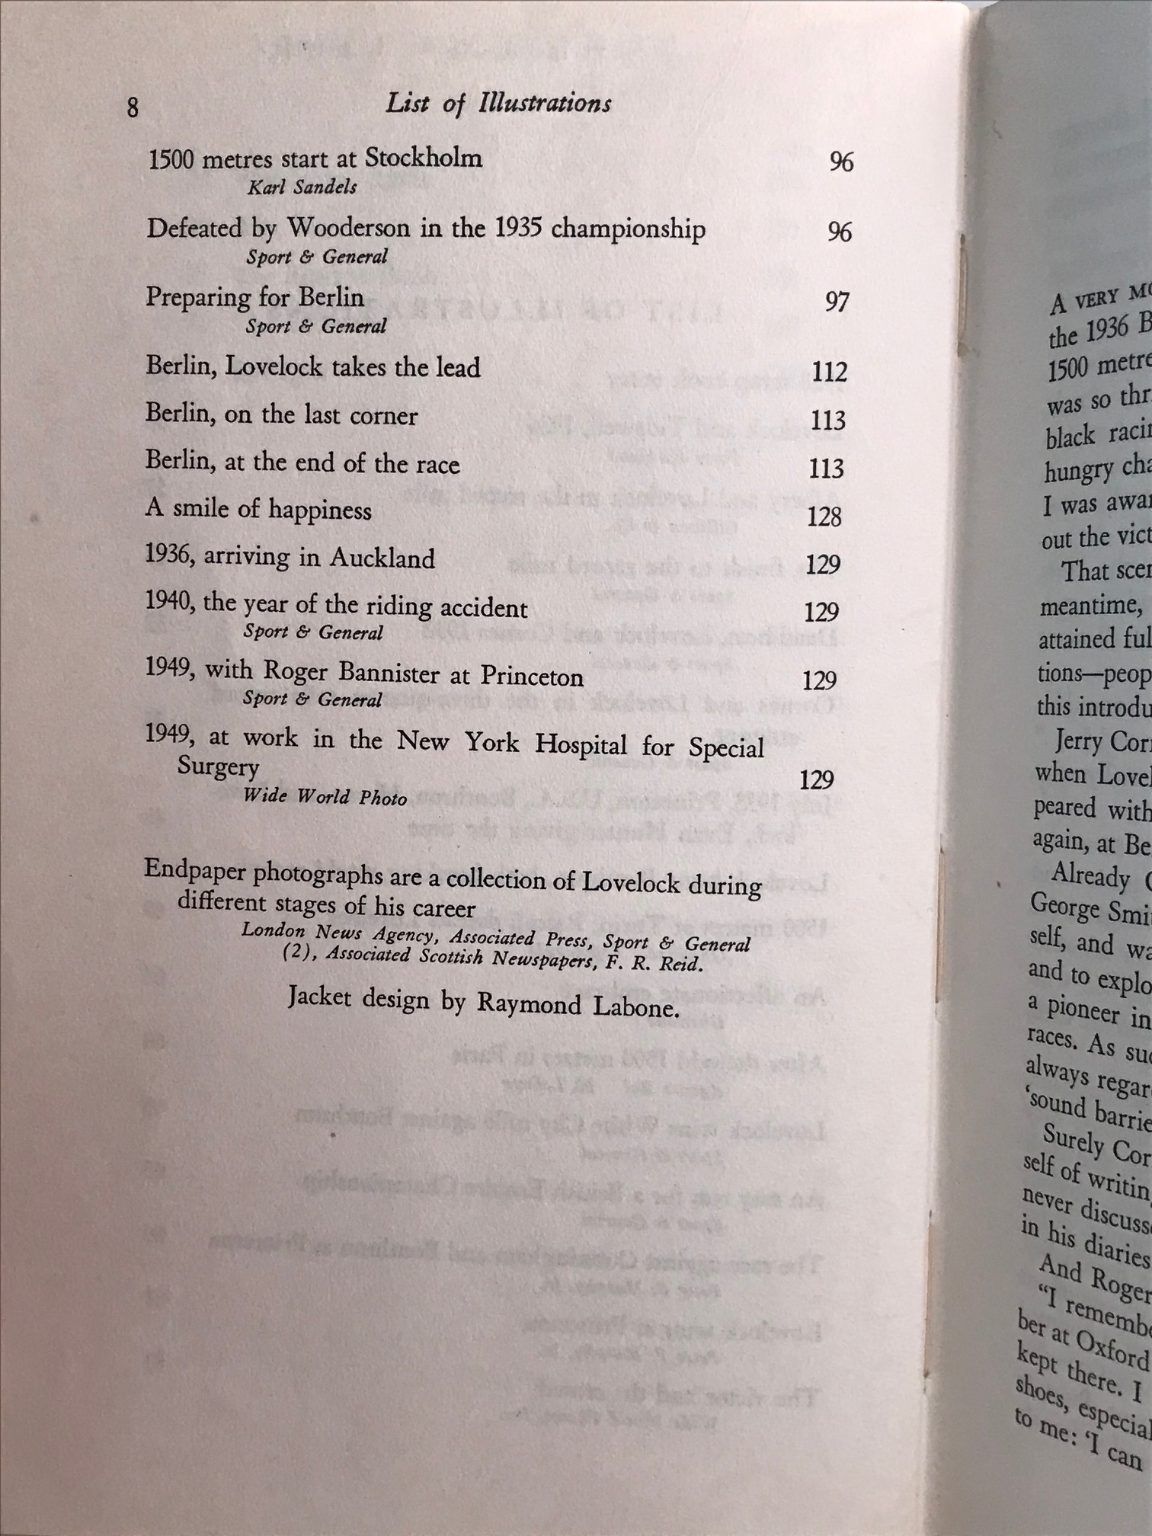 8 List of Illustrations
1500 metres start at Stockholm 96
Karl Sandels
Defeated by Wooderson in the 1935 championship 96
Sport & General
Preparing for Berlin 97
Sport & General
Berlin, Lovelock takes the lead 112
Berlin, on the last corner 113
Berlin, at the end of the race 113
A smile of happiness 128
1936, arriving in Auckland 129
1940, the year of the riding accident 129
Sport & General
1949, with Roger Bannister at Princeton 129
Sport & General
1949, at work in the New York Hospital for Special
Surgery 129
Wide World Photo
Endpaper photographs are a collection of Lovelock during
different stages of his career
London News Agency, Associated Press, Sport & General
(2), Associated Scottish Newspapers, F. R. Reid.
Jacket design by Raymond Labone.
A VERY
the 1936
1500
was so
black
hungry
I was
out the
That
meantime,
attained
this
Jerry
when
peared with
again, at
Already
George
self, and
and to
a pioneer in
races. As
always
'sound
Surely
self of
never
in his diaries
And Roger
"I
ber at Oxford
kept there. I
shoes,
to me: 'I can